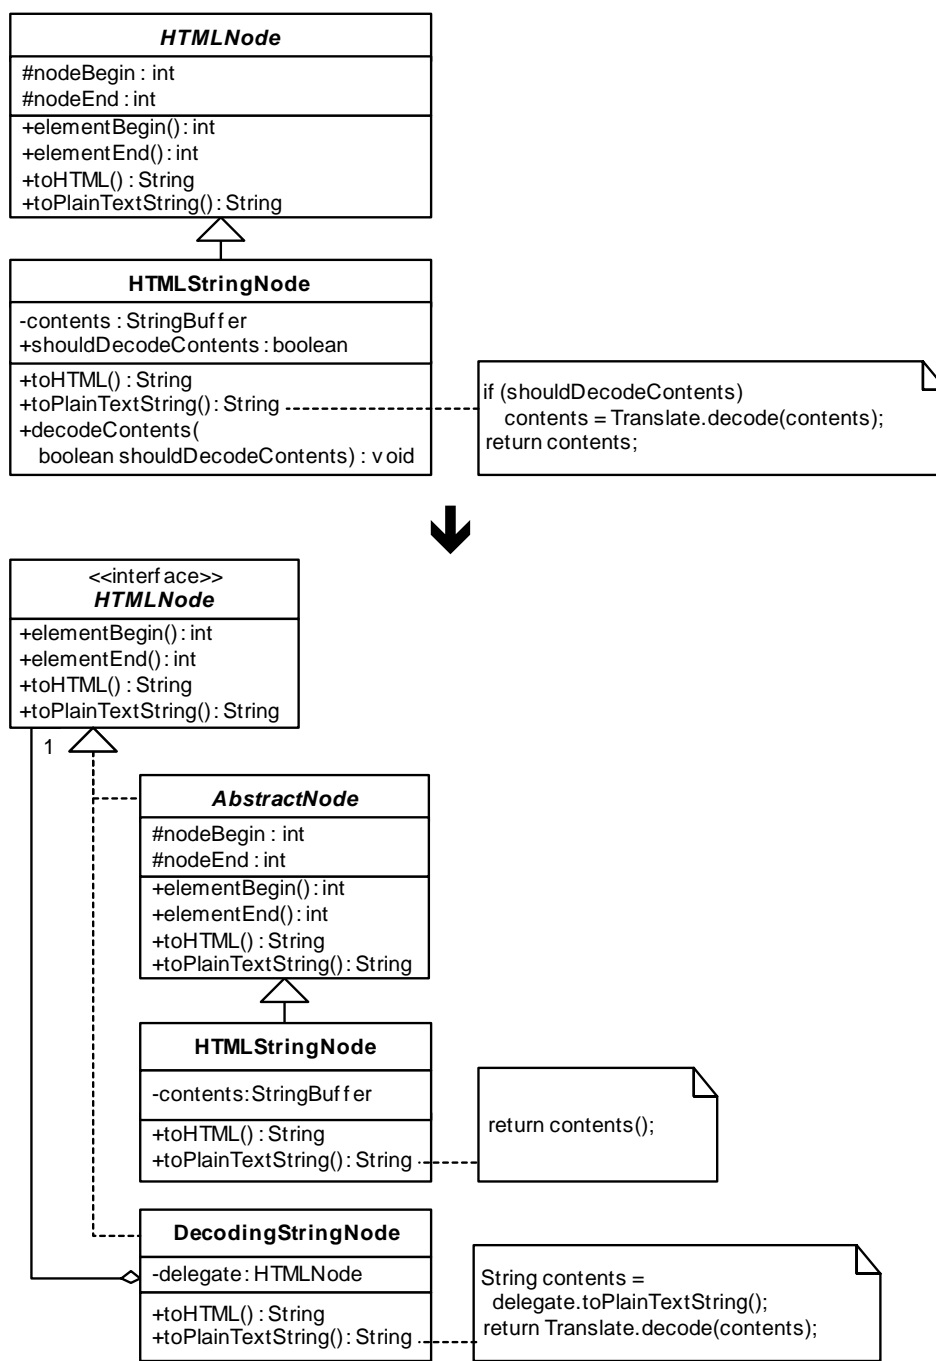 HTMLNode
#nodeBegin : int
#nodeEnd : int
+elementBegin() : int
+elementEnd() : int
+toHTML() : String
+toPlainTextString() : String
HTMLStringNode
-contents : StringBuffer
+shouldDecodeContents : boolean
+toHTML() : String
+toPlainTextString() : String
+decodeContents(
boolean shouldDecodeContents) : void
if (shouldDecodeContents)
contents = Translate.decode(contents);
return contents;
<<interface>>
HTMLNode
+elementBegin() : int
+elementEnd() : int
+toHTML() : String
+toPlainTextString() : String
1
AbstractNode
#nodeBegin : int
#nodeEnd : int
+elementBegin() : int
+elementEnd() : int
+toHTML() : String
+toPlainTextString() : String
HTMLStringNode
-contents:StringBuffer
+toHTML() : String
+toPlainTextString() : String
return contents();
DecodingStringNode
-delegate: HTMLNode
+toHTML() : String
+toPlainTextString() : String
String contents =
delegate.toPlainTextString();
return Translate.decode(contents);